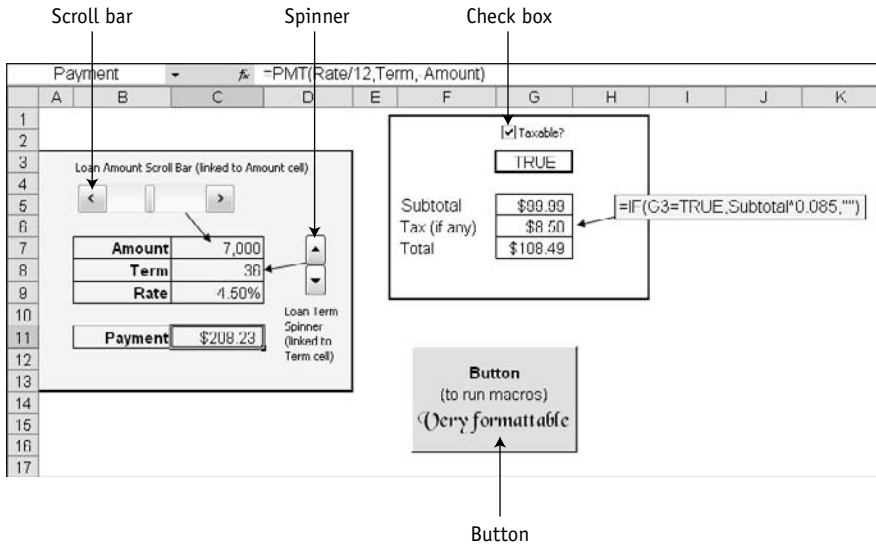 Scroll bar Spinner Check box
Payment fx =PMT(Rate/12,Term,-Amount)
A B C D E F G H I J K
1
2
3
4
5
6
7
8
9
10
11
12
13
14
15
16
17
Loan Amount Scroll Bar (linked to Amount cell)
Amount 7,000
Term 36
Rate 4.50%
Payment $208.23
Loan Term
Spinner
(linked to
Term cell)
Taxable?
TRUE
Subtotal $99.99
Tax (if any) $8.50
Total $108.49
=IF(G3=TRUE,Subtotal*0.085,"")
Button
(to run macros)
Very formattable
Button